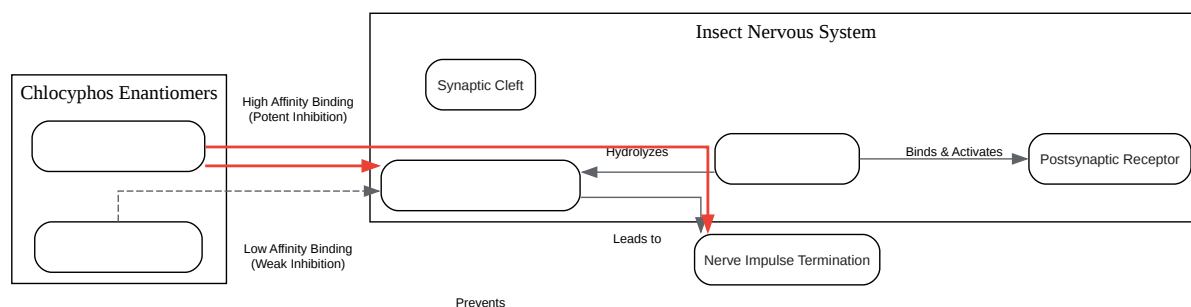 Insect Nervous System
Synaptic Cleft
Chlocyphos Enantiomers
High Affinity Binding
(Potent Inhibition)
Hydrolyzes
Binds & Activates
Postsynaptic Receptor
Leads to
Low Affinity Binding
(Weak Inhibition)
Nerve Impulse Termination
Prevents